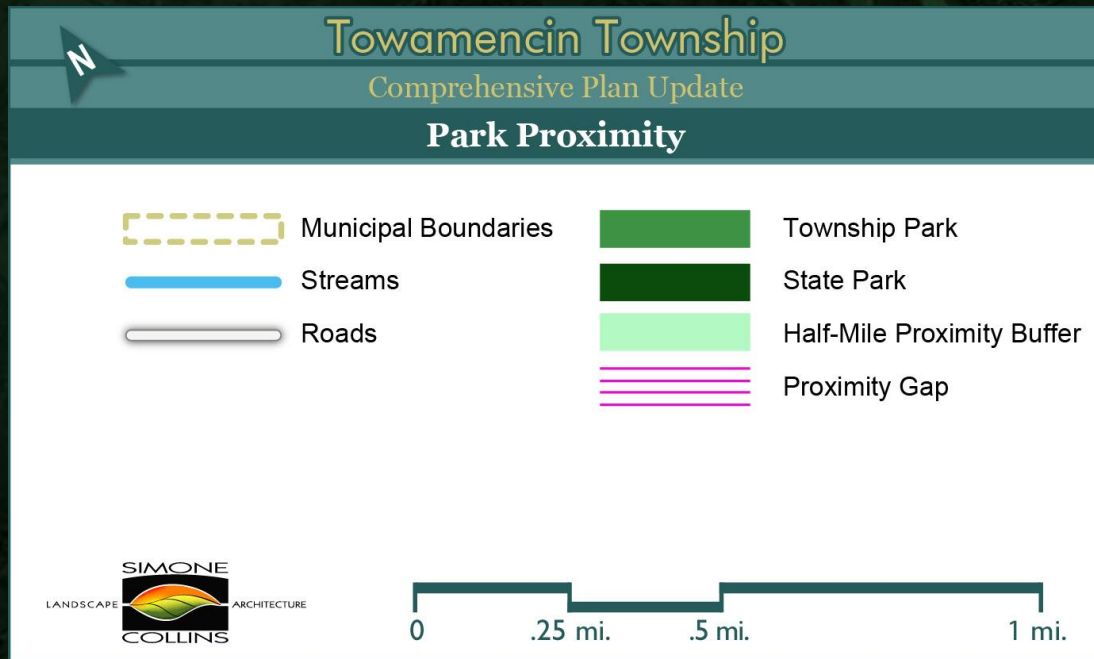 N
Towamencin Township
Comprehensive Plan Update
Park Proximity
Municipal Boundaries
Streams
Roads
Township Park
State Park
Half-Mile Proximity Buffer
Proximity Gap
SIMONE
LANDSCAPE ARCHITECTURE
COLLINS
0 .25 mi. .5 mi. 1 mi.